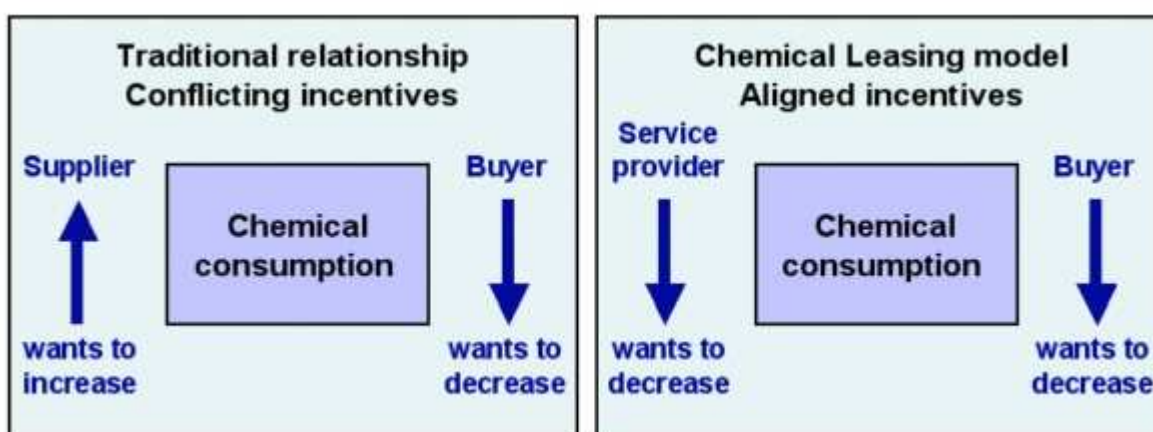 Traditional relationship
Conflicting incentives
Supplier
Buyer
Chemical
consumption
wants to
increase
wants to
decrease
Chemical Leasing model
Aligned incentives
Service
provider
Buyer
Chemical
consumption
wants to
decrease
wants to
decrease